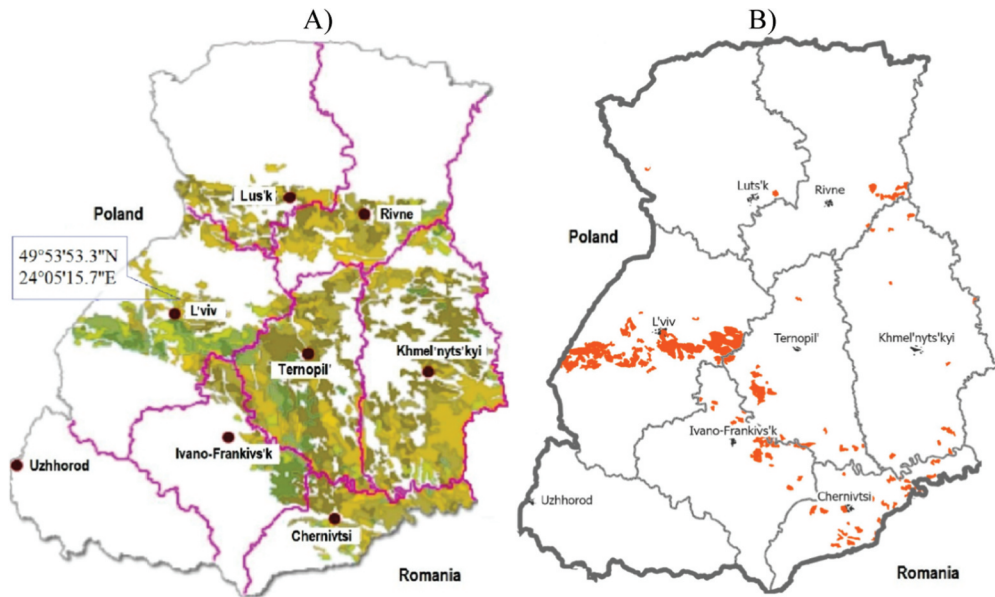 A)
Lus'k
Poland
Rivne
49°53'53.3"N
24°05'15.7"E
L'viv
Ternopil'
Khmel'nyts'kyi
Ivano-Frankivs'k
Uzhhorod
Chernivtsi
Romania
B)
Luts'k
Rivne
Poland
L'viv
Ternopil'
Khmel'nyts'kyi
Ivano-Frankivs'k
Uzhhorod
Chernivtsi
Romania